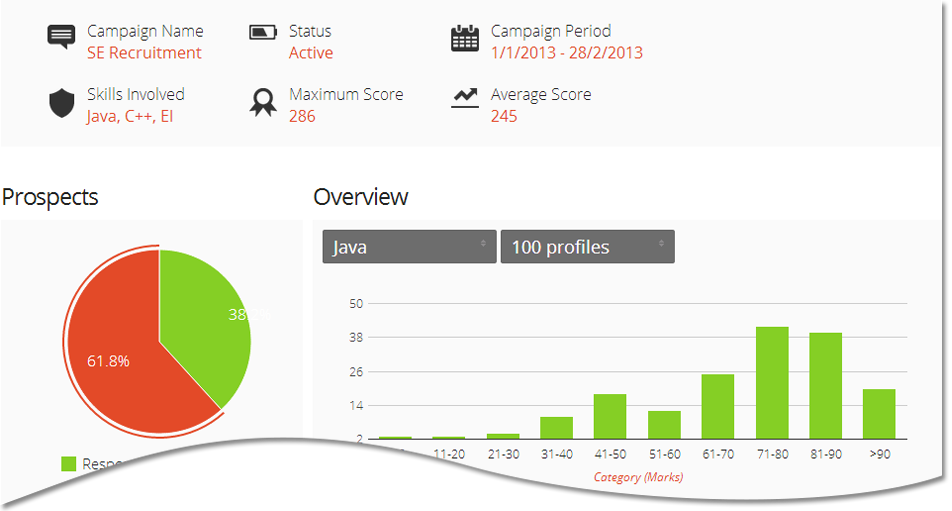 Campaign Name
SE Recruitment
Status
Active
Campaign Period
1/1/2013 - 28/2/2013
Skills Involved
Java, C++, EI
Maximum Score
286
Average Score
245
Prospects
Overview
Java
100 profiles
61.8%
50
38
26
14
2
11-20
21-30
31-40
41-50
51-60
61-70
71-80
81-90
>90
Category (Marks)